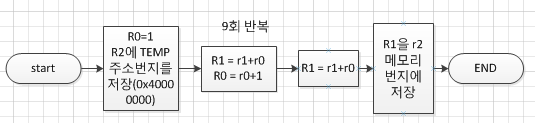 9회 반복
start
R0=1
R2에 TEMP
주소번지를
저장(0x4000
0000)
R1 = r1+r0
R0 = r0+1
R1 = r1+r0
R1을 r2
메모리
번지에
저장
END